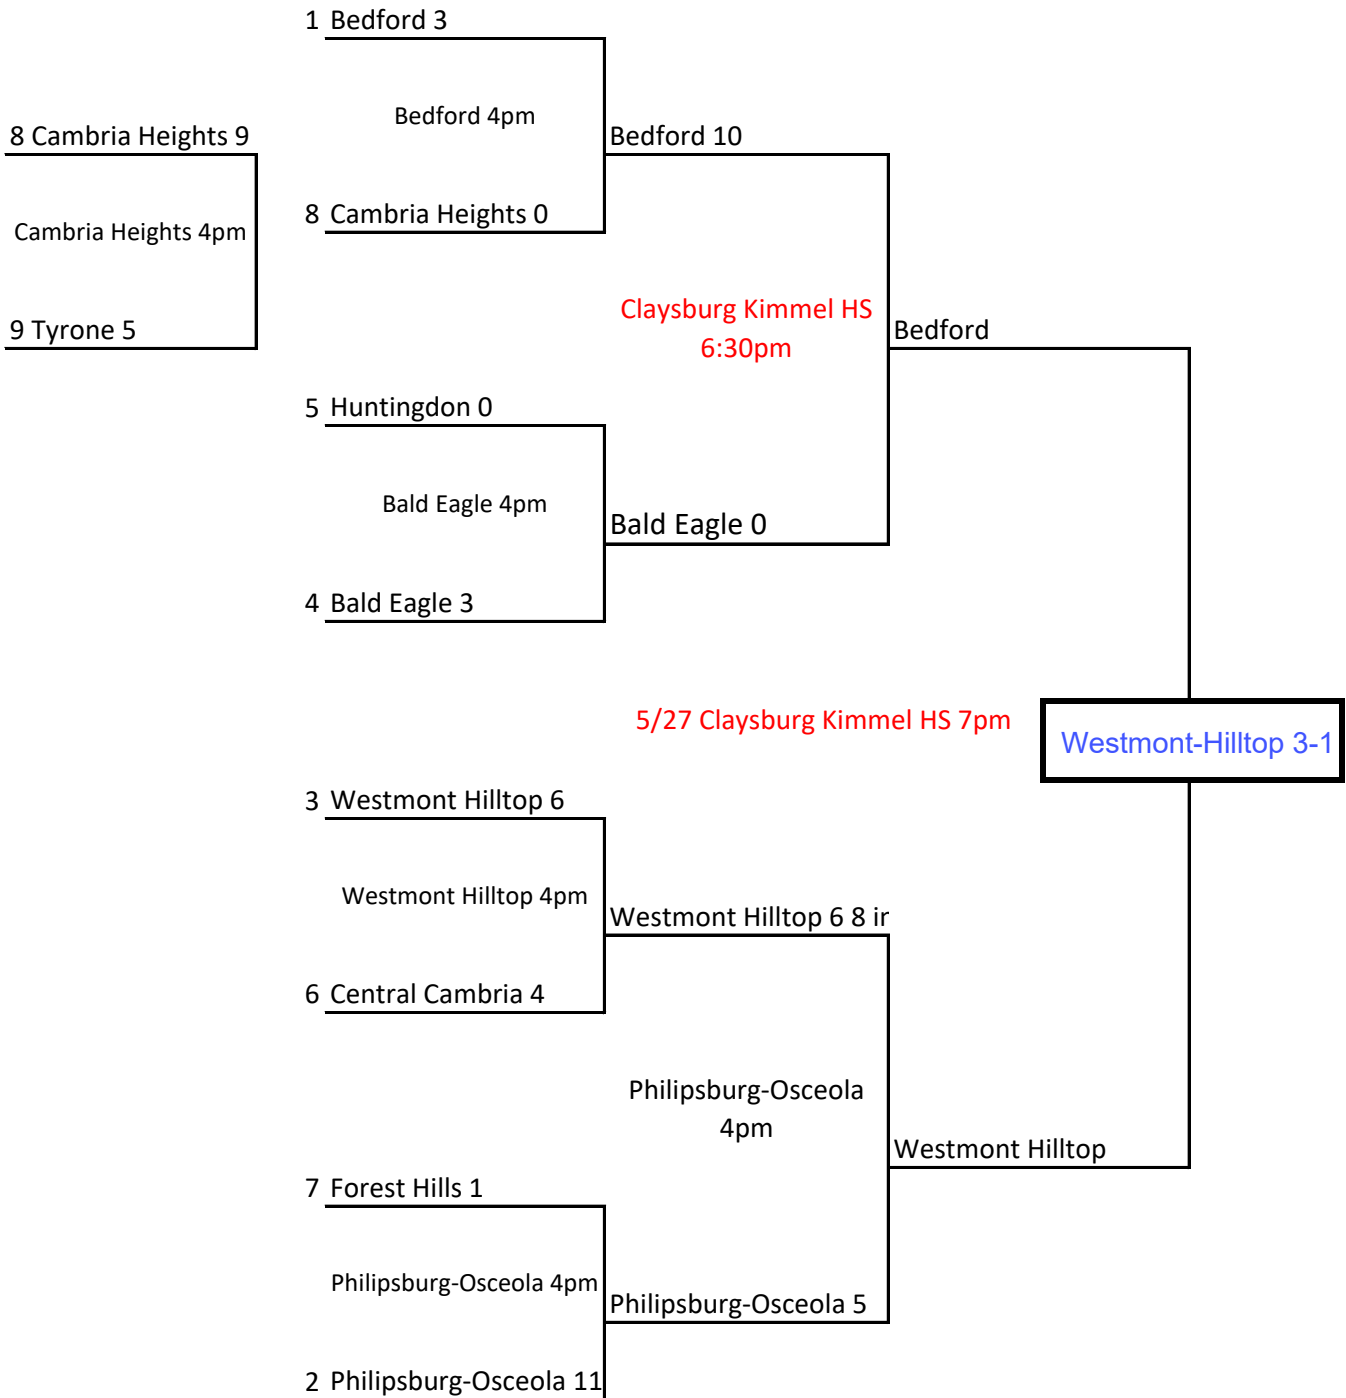 1 Bedford 3
Bedford 4pm
8 Cambria Heights 9
Bedford 10
8 Cambria Heights 0
Cambria Heights 4pm
Claysburg Kimmel HS
6:30pm
9 Tyrone 5
Bedford
5 Huntingdon 0
Bald Eagle 4pm
Bald Eagle 0
4 Bald Eagle 3
5/27 Claysburg Kimmel HS 7pm
Westmont-Hilltop 3-1
3 Westmont Hilltop 6
Westmont Hilltop 4pm
Westmont Hilltop 6 8
6 Central Cambria 4
Philipsburg-Osceola
4pm
Westmont Hilltop
7 Forest Hills 1
Philipsburg-Osceola 4pm
Philipsburg-Osceola 5
2 Philipsburg-Osceola 11